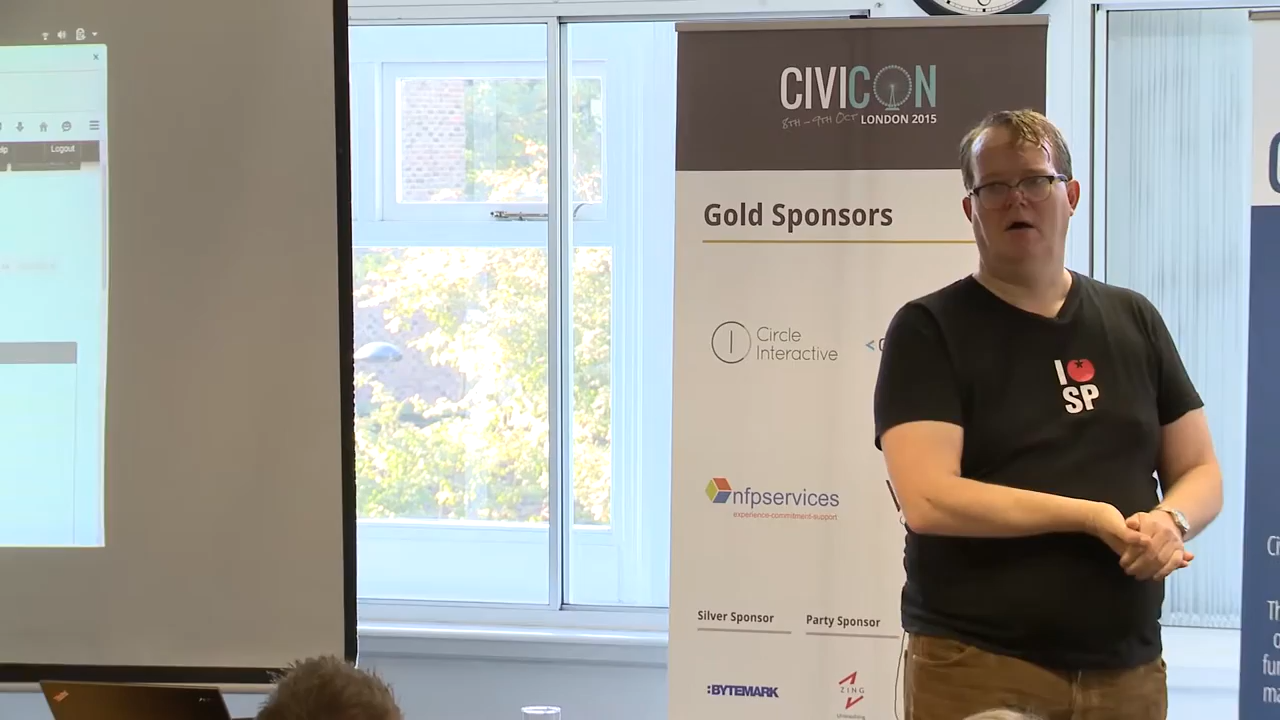 Logout
CIVICON
8TH - 9TH Oct LONDON 2015
Gold Sponsors
Circle
Interactive
nfpservices
experience-commitment-support
Silver Sponsor
Party Sponsor
:BYTEMARK
ZING
I
SP